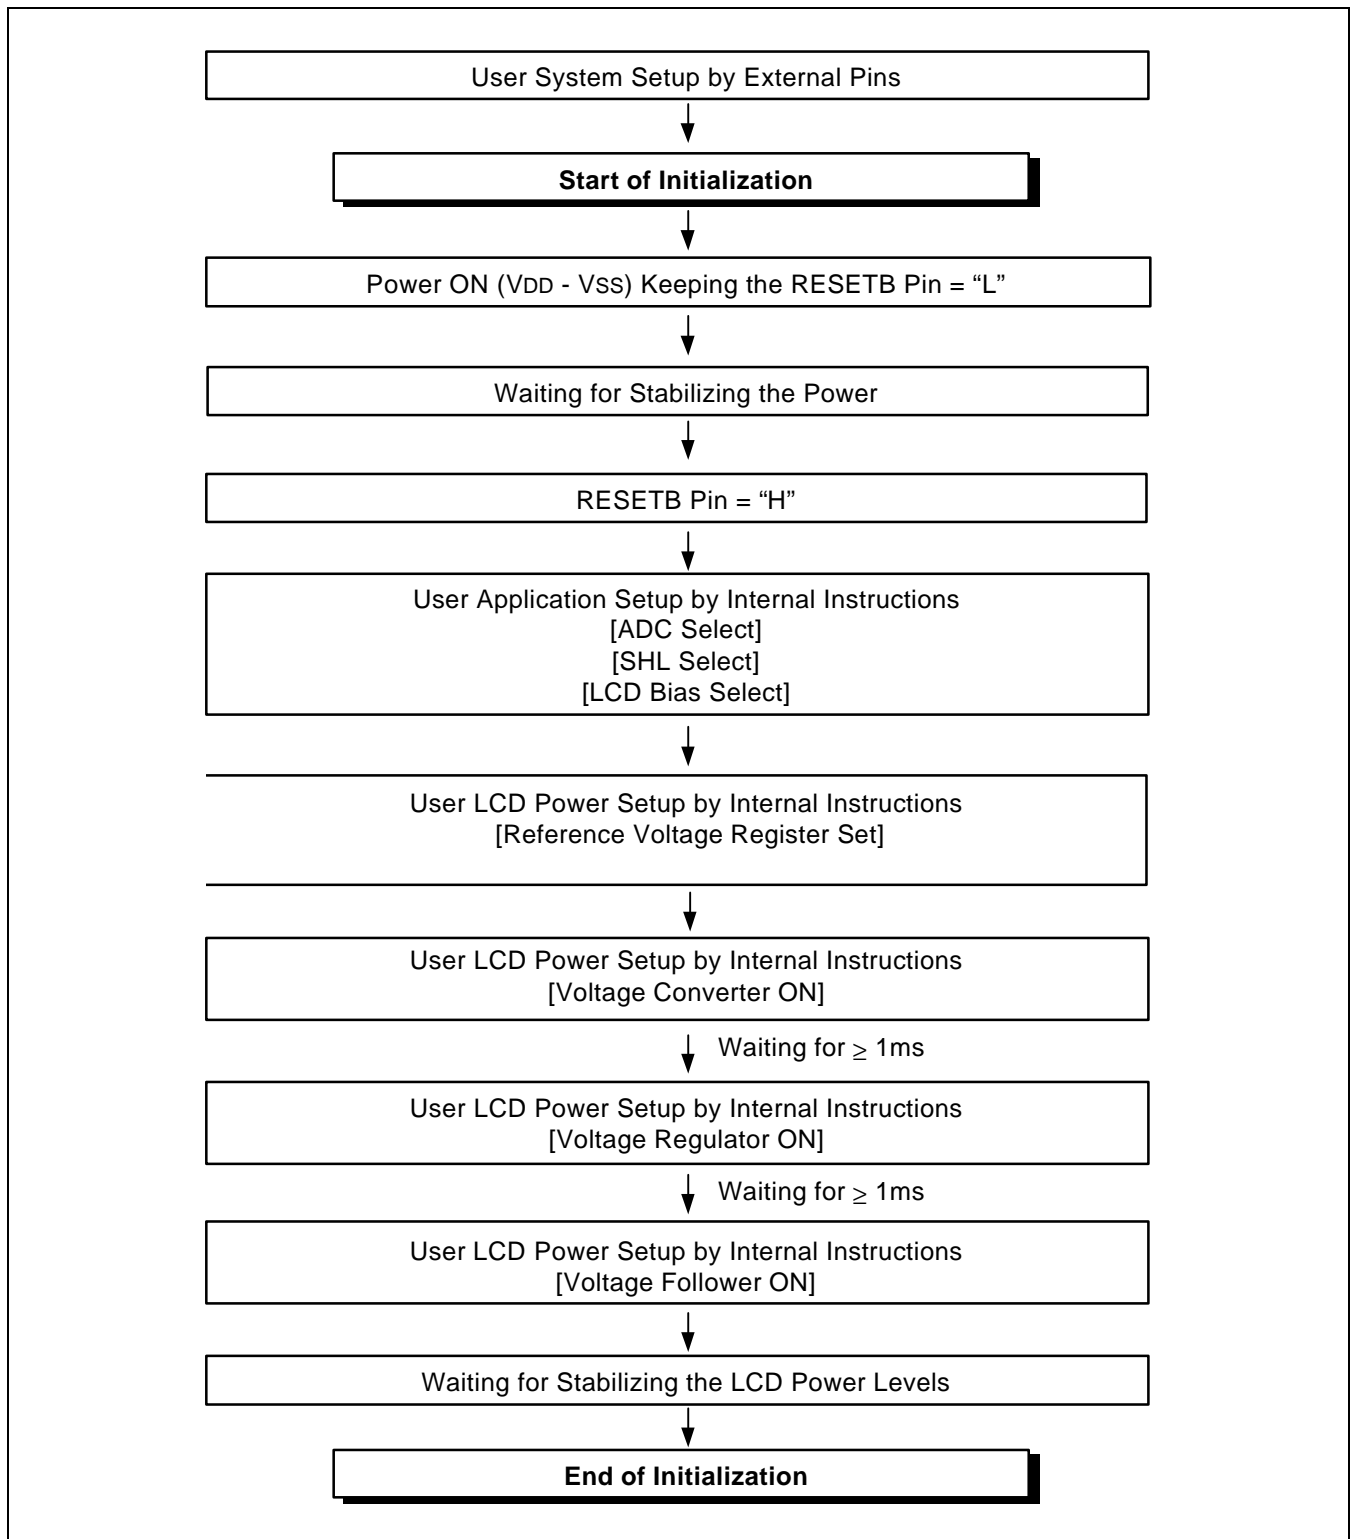 User System Setup by External Pins
Start of Initialization
Power ON (VDD - VSS) Keeping the RESETB Pin = “L”
Waiting for Stabilizing the Power
RESETB Pin = “H”
User Application Setup by Internal Instructions
[ADC Select]
[SHL Select]
[LCD Bias Select]
User LCD Power Setup by Internal Instructions
[Reference Voltage Register Set]
User LCD Power Setup by Internal Instructions
[Voltage Converter ON]
Waiting for ≥ 1ms
User LCD Power Setup by Internal Instructions
[Voltage Regulator ON]
Waiting for ≥ 1ms
User LCD Power Setup by Internal Instructions
[Voltage Follower ON]
Waiting for Stabilizing the LCD Power Levels
End of Initialization